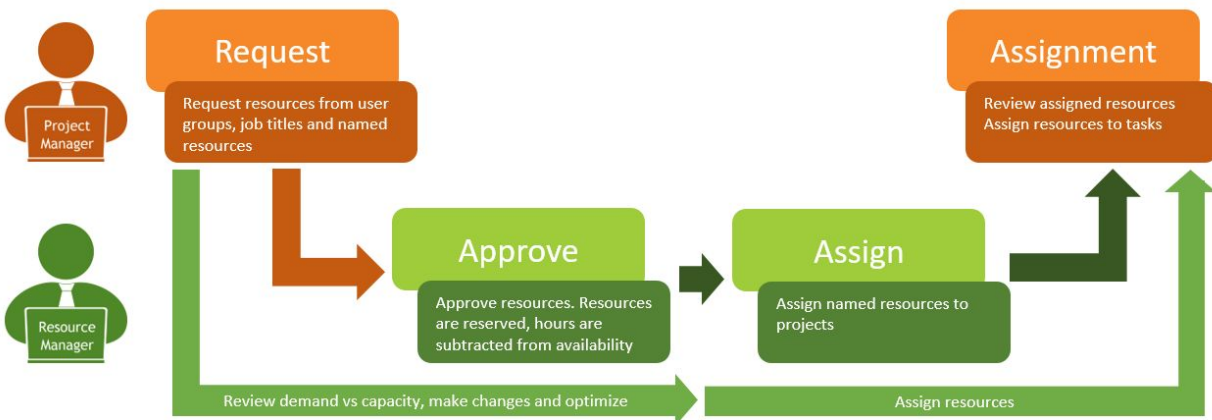 Request
Request resources from user
groups, job titles and named
resources
Project
Manager
Assignment
Review assigned resources
Assign resources to tasks
Approve
Approve resources. Resources
are reserved, hours are
subtracted from availability
Assign
Assign named resources to
projects
Resource
Manager
Review demand vs capacity, make changes and optimize
Assign resources